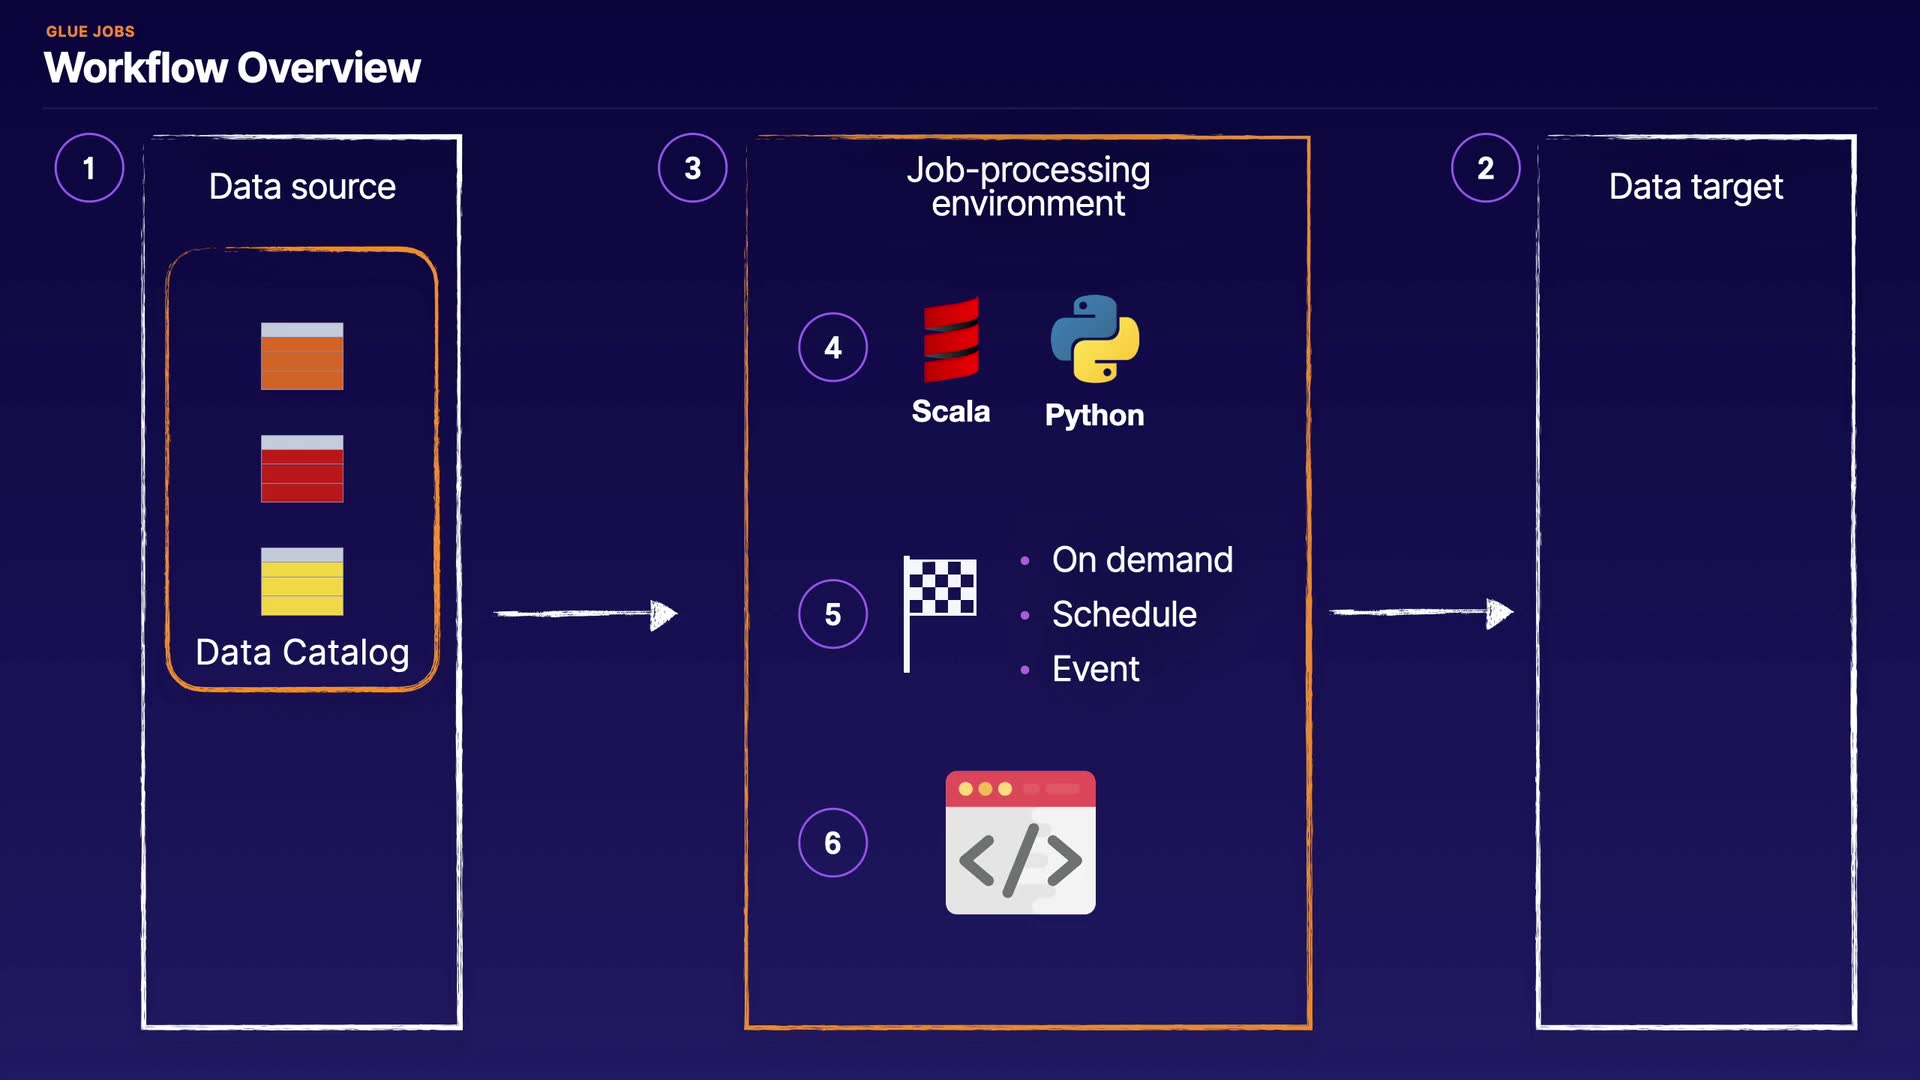 GLUE JOBS
Workflow Overview
1
Data source
Data Catalog
3
Job-processing
environment
4
Scala
Python
5
On demand
Schedule
Event
6
</>
2
Data target